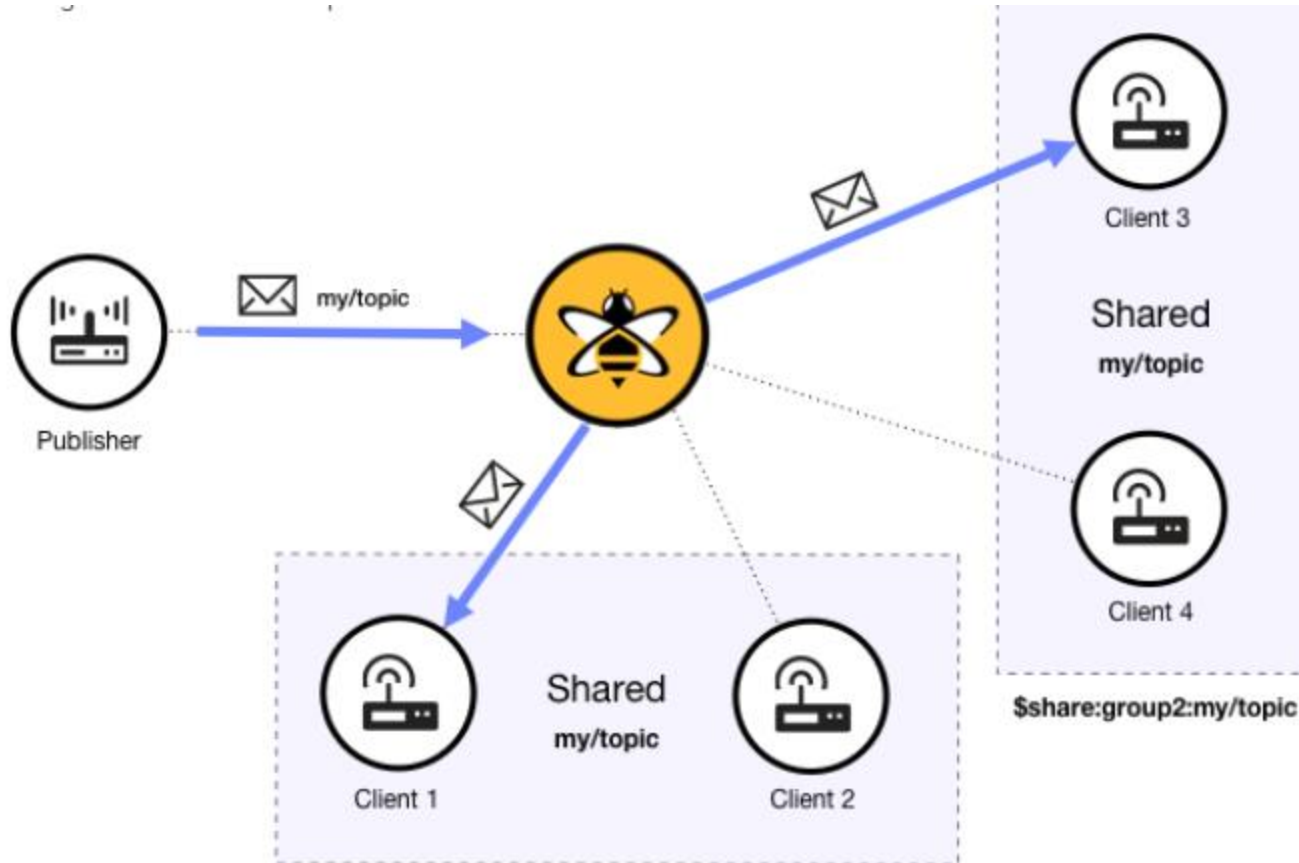 my/topic
Publisher
Client 3
Shared
my/topic
Client 4
$share:group2:my/topic
Shared
my/topic
Client 1
Client 2